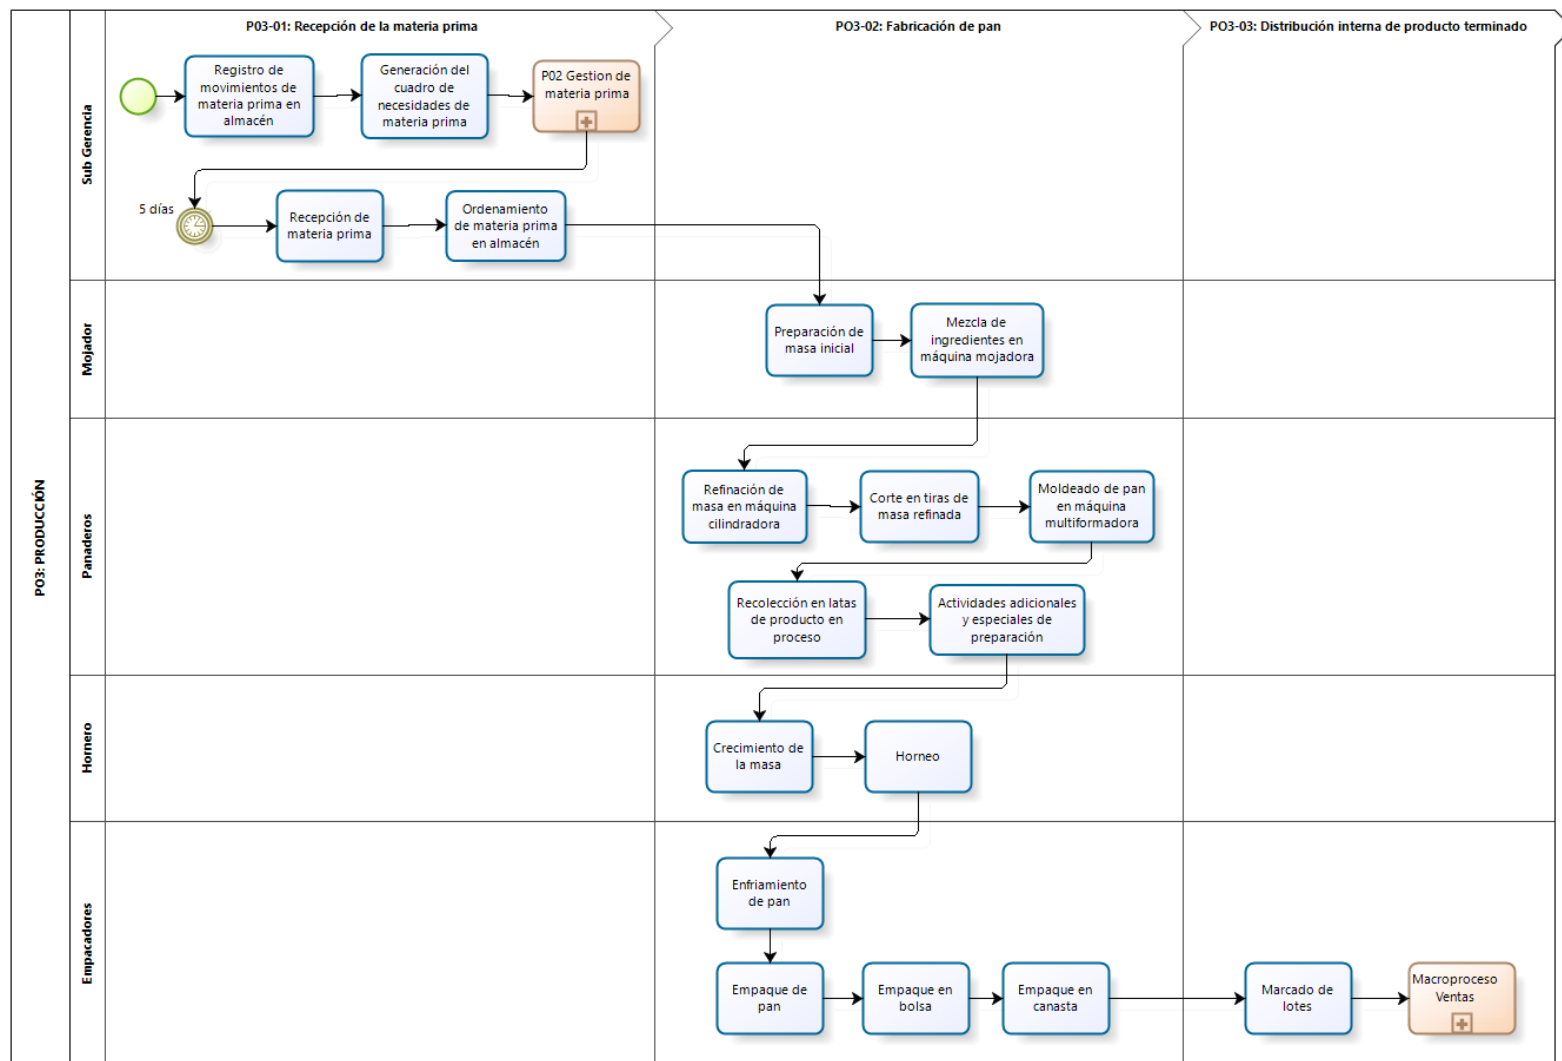 P03-01: Recepción de la materia prima
PO3-02: Fabricación de pan
PO3-03: Distribución interna de producto terminado
PO3: PRODUCCIÓN
Sub Gerencia
Registro de
movimientos de
materia prima en
almacén
Generación del
cuadro de
necesidades de
materia prima
P02 Gestion de
materia prima
5 días
Recepción de
materia prima
Ordenamiento
de materia prima
en almacén
Mojador
Preparación de
masa inicial
Mezcla de
ingredientes en
máquina mojadora
Panaderos
Refinación de
masa en máquina
cilindradora
Corte en tiras de
masa refinada
Moldeado de pan
en máquina
multiformadora
Recolección en latas
de producto en
proceso
Actividades adicionales
y especiales de
preparación
Hornero
Crecimiento de
la masa
Horneo
Empacadores
Enfriamiento
de pan
Empaque de
pan
Empaque en
bolsa
Empaque en
canasta
Marcado de
lotes
Macroproceso
Ventas